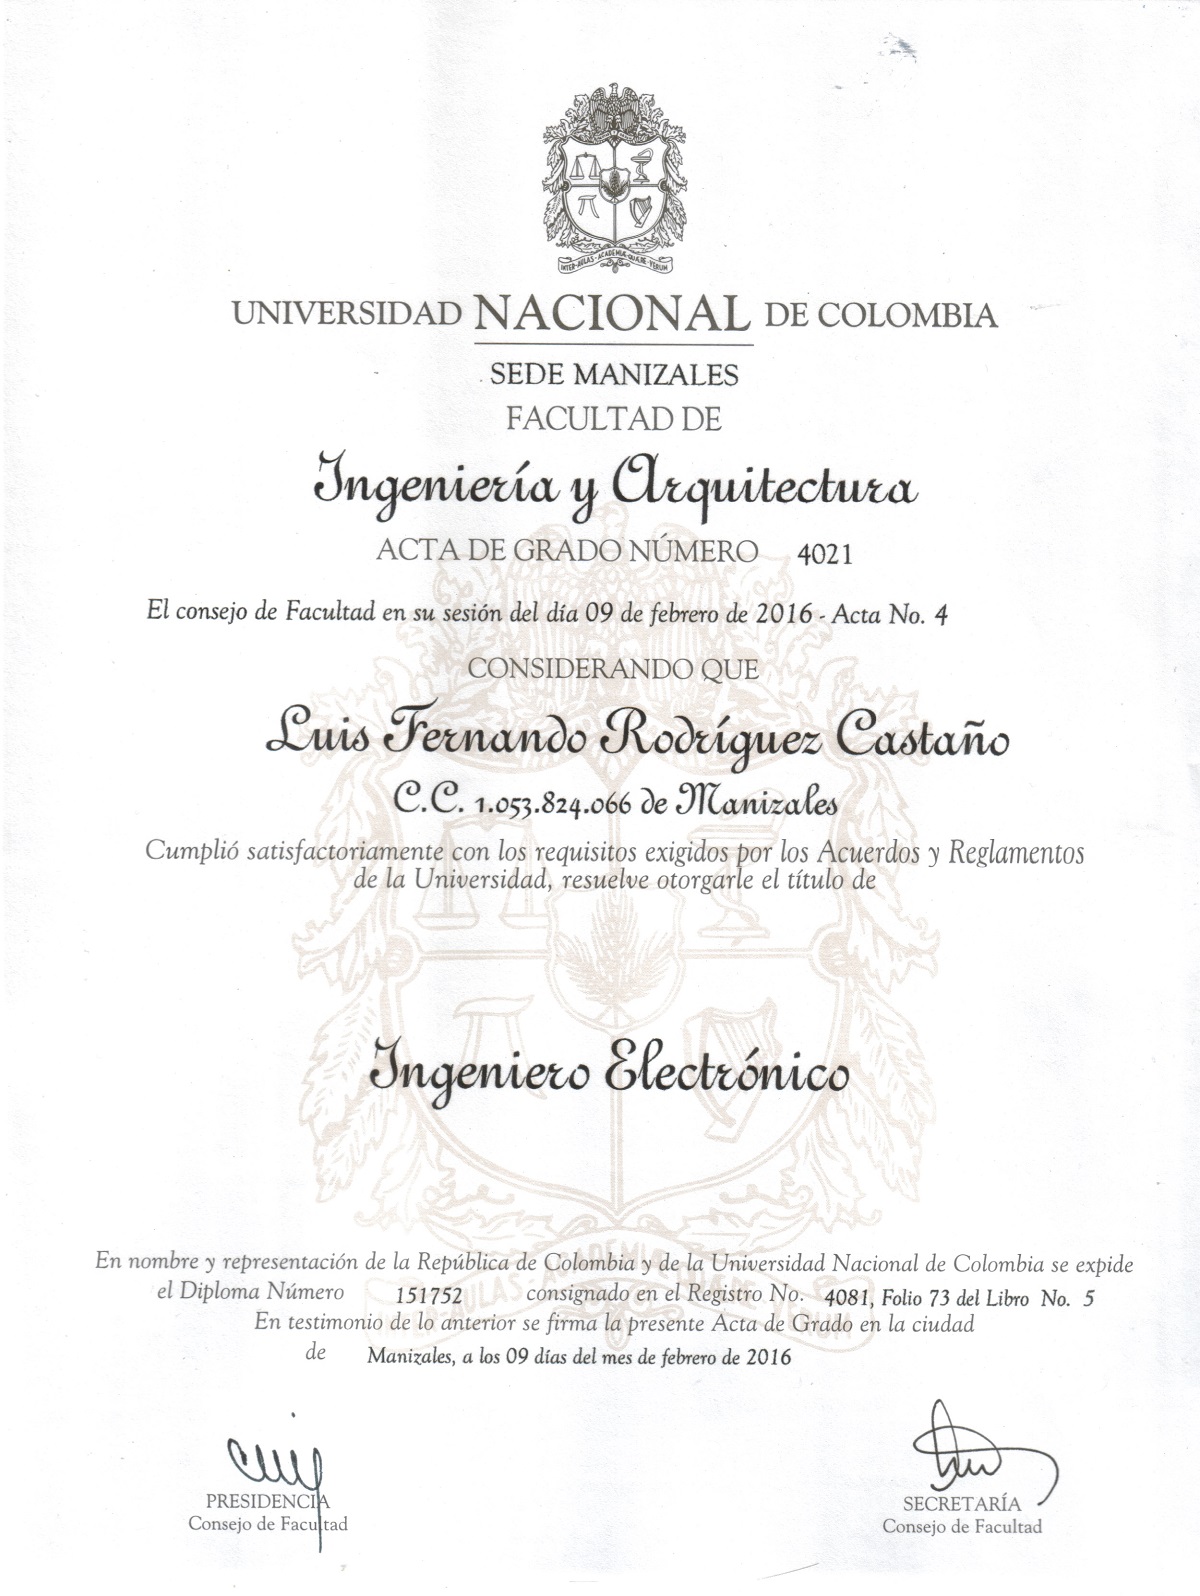 INTER·AULAS·ACADEMIÆ·QUÆRE·VERUM
UNIVERSIDAD NACIONAL DE COLOMBIA
SEDE MANIZALES
FACULTAD DE
Ingeniería y Arquitectura
ACTA DE GRADO NÚMERO 4021
El consejo de Facultad en su sesión del día 09 de febrero de 2016 - Acta No. 4
CONSIDERANDO QUE
Luis Fernando Rodríguez Castaño
C.C. 1.053.824.066 de Manizales
Cumplió satisfactoriamente con los requisitos exigidos por los Acuerdos y Reglamentos
de la Universidad, resuelve otorgarle el título de
Ingeniero Electrónico
En nombre y representación de la República de Colombia y de la Universidad Nacional de Colombia se expide
el Diploma Número 151752 consignado en el Registro No. 4081, Folio 73 del Libro No. 5
En testimonio de lo anterior se firma la presente Acta de Grado en la ciudad
de Manizales, a los 09 días del mes de febrero de 2016
PRESIDENCIA
Consejo de Facultad
SECRETARÍA
Consejo de Facultad